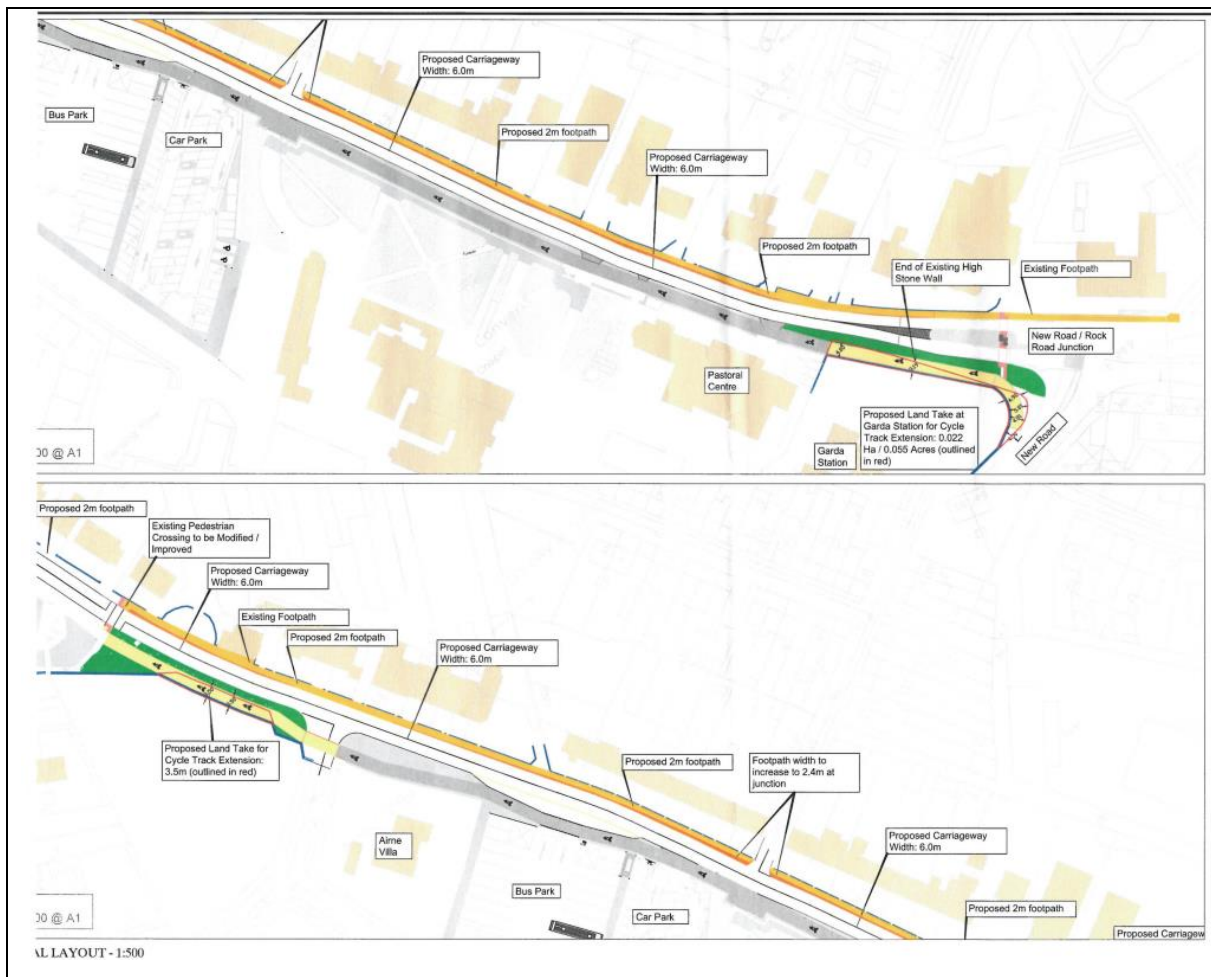 Proposed Carriageway
Width: 6.0m
Bus Park
Car Park
Proposed 2m footpath
Proposed Carriageway
Width: 6.0m
Proposed 2m footpath
End of Existing High
Stone Wall
Existing Footpath
New Road / Rock
Road Junction
Pastoral
Centre
Garda
Station
Proposed Land Take at
Garda Station for Cycle
Track Extension: 0.022
Ha / 0.055 Acres (outlined
in red)
New Road
00 @ A1
Proposed 2m footpath
Existing Pedestrian
Crossing to be Modified /
Improved
Proposed Carriageway
Width: 6.0m
Existing Footpath
Proposed 2m footpath
Proposed Carriageway
Width: 6.0m
Proposed Land Take for
Cycle Track Extension:
3.5m (outlined in red)
Proposed 2m footpath
Footpath width to
increase to 2.4m at
junction
Proposed Carriageway
Width: 6.0m
Airne
Villa
Bus Park
Car Park
Proposed 2m footpath
Proposed Carriagew
00 @ A1
AL LAYOUT - 1:500